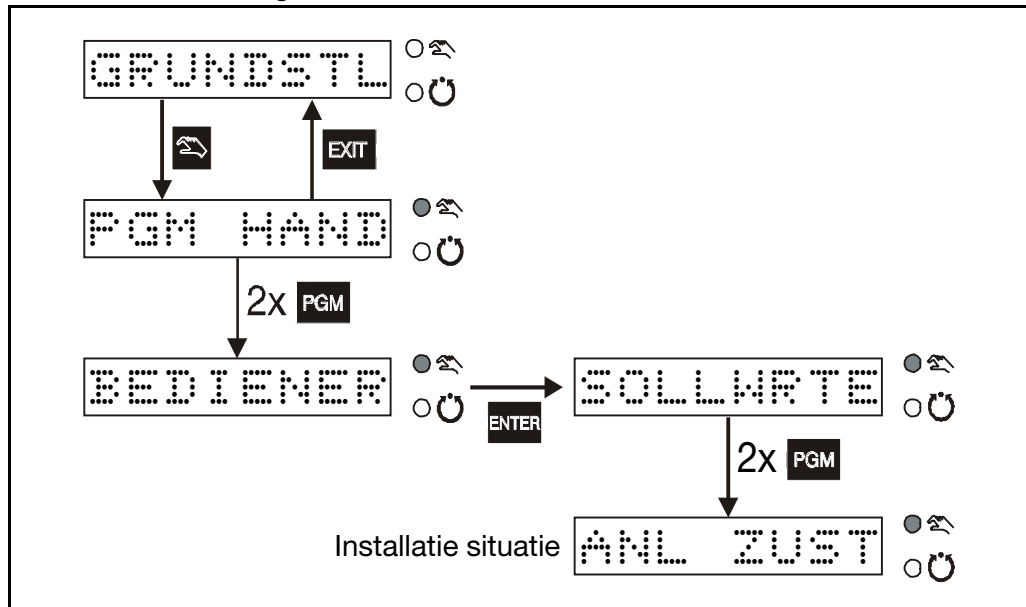 GRUNDSTL
EXIT
PGM HAND
2x PGM
BEDIENER
ENTER
SOLLWRTE
2x PGM
Installatie situatie
ANL ZUST